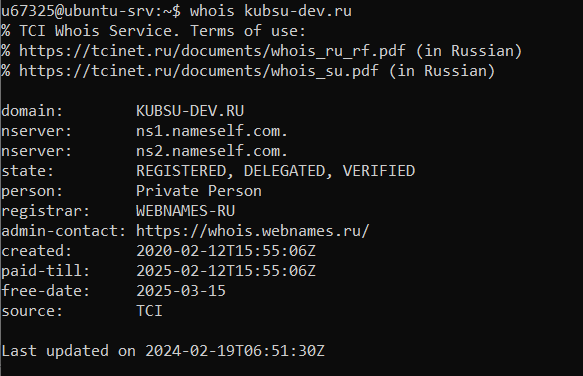 u67325@ubuntu-srv:~$ whois kubsu-dev.ru
% TCI Whois Service. Terms of use:
% https://tcinet.ru/documents/whois_ru_rf.pdf (in Russian)
% https://tcinet.ru/documents/whois_su.pdf (in Russian)

domain:        KUBSU-DEV.RU
nserver:       ns1.nameself.com.
nserver:       ns2.nameself.com.
state:         REGISTERED, DELEGATED, VERIFIED
person:        Private Person
registrar:     WEBNAMES-RU
admin-contact: https://whois.webnames.ru/
created:       2020-02-12T15:55:06Z
paid-till:     2025-02-12T15:55:06Z
free-date:     2025-03-15
source:        TCI

Last updated on 2024-02-19T06:51:30Z